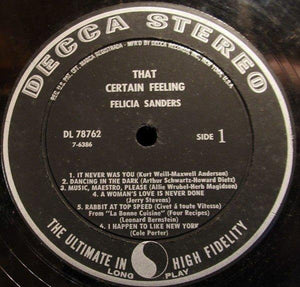 DECCA STEREO
REG. U.S. PAT. OFF. MARCA REGISTRADA · MFR'D BY DECCA RECORDS INC., NEW YORK, U.S.A.
THAT
CERTAIN FEELING
FELICIA SANDERS
DL 78762
7-6386
SIDE 1
1. IT NEVER WAS YOU (Kurt Weill-Maxwell Anderson)
2. DANCING IN THE DARK (Arthur Schwartz-Howard Dietz)
3. MUSIC, MAESTRO, PLEASE (Allie Wrubel-Herb Magidson)
4. A WOMAN'S LOVE IS NEVER DONE
(Jerry Stevens)
5. RABBIT AT TOP SPEED (Civet á toute Vitesse)
From "La Bonne Cuisine" (Four Recipes)
(Leonard Bernstein)
6. I HAPPEN TO LIKE NEW YORK
(Cole Porter)
THE ULTIMATE IN HIGH FIDELITY
LONG PLAY